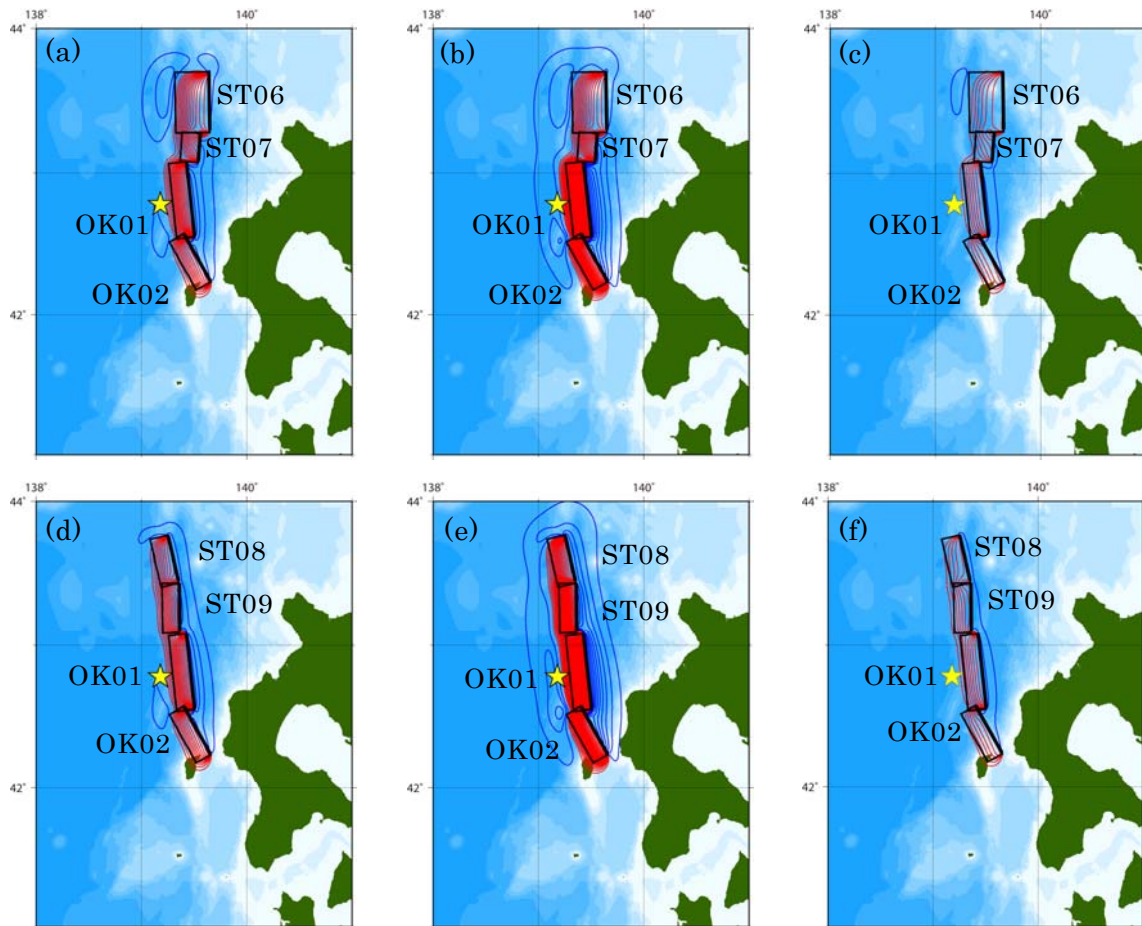 138° 140° 138° 140° 138° 140°
44° 44° 44°
(a) (b) (c)
ST06 ST06 ST06
ST07 ST07 ST07
OK01 OK01 OK01
OK02 OK02 OK02
42° 42° 42°
138° 140° 138° 140° 138° 140°
44° 44° 44°
(d) (e) (f)
ST08 ST08 ST08
ST09 ST09 ST09
OK01 OK01 OK01
OK02 OK02 OK02
42° 42° 42°